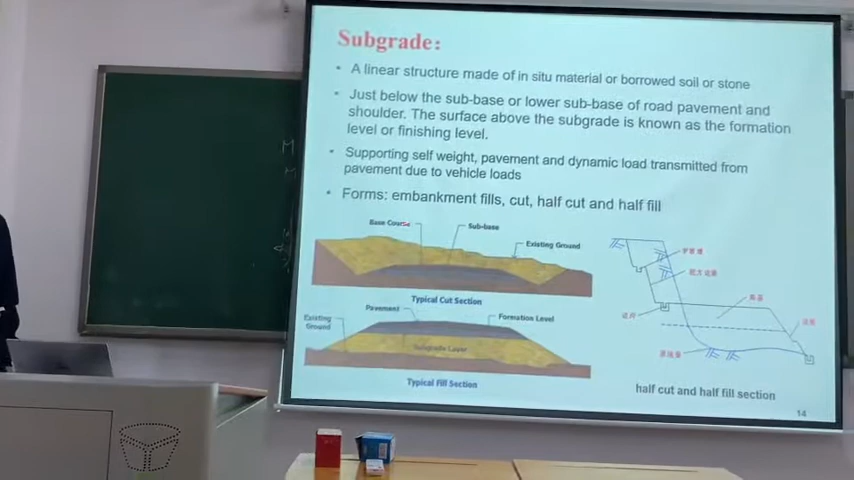 Subgrade:
• A linear structure made of in situ material or borrowed soil or stone
• Just below the sub-base or lower sub-base of road pavement and
shoulder. The surface above the subgrade is known as the formation
level or finishing level.
• Supporting self weight, pavement and dynamic load transmitted from
pavement due to vehicle loads
• Forms: embankment fills, cut, half cut and half fill
Base Course
Sub-base
Existing Ground
Typical Cut Section
Existing
Ground
Pavement
Formation Level
Subgrade Layer
Typical Fill Section
half cut and half fill section
14